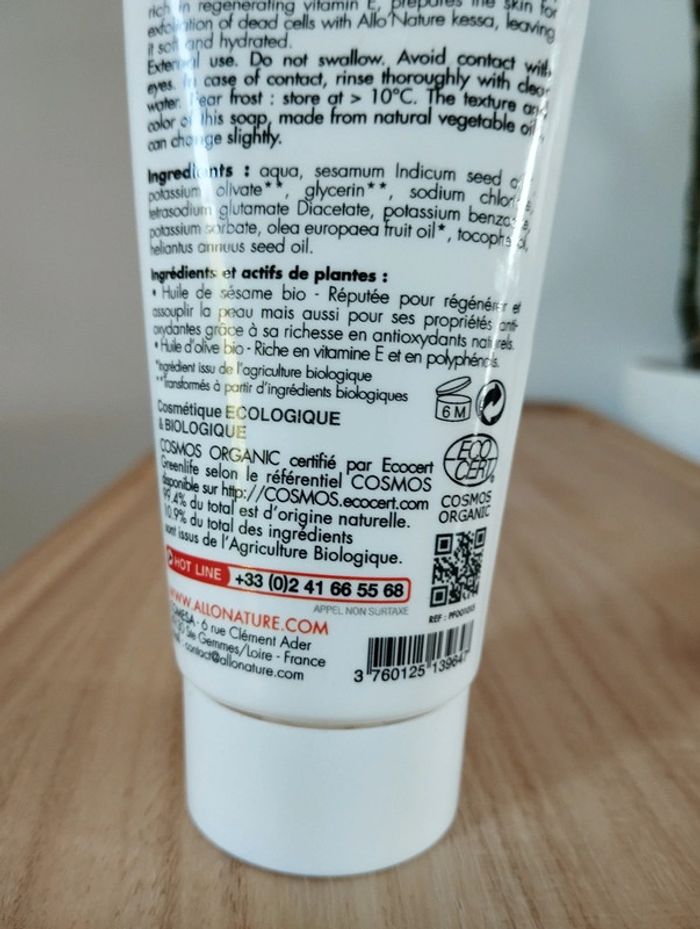 rich in regenerating vitamin E, prepares the skin for
exfoliation of dead cells with Allo'Nature kessa, leaving
it soft and hydrated.
External use. Do not swallow. Avoid contact with
eyes. In case of contact, rinse thoroughly with clear
water. Fear frost : store at > 10°C. The texture and
color of this soap, made from natural vegetable oil,
can change slightly.
Ingredients : aqua, sesamum Indicum seed
potassium olivate**, glycerin**, sodium chloride,
tetrasodium glutamate Diacetate, potassium benzoate,
potassium sorbate, olea europaea fruit oil*, tocopherol,
heliantus annuus seed oil.
Ingrédients et actifs de plantes :
• Huile de sésame bio - Réputée pour régénérer et
assouplir la peau mais aussi pour ses propriétés anti-
oxydantes grâce à sa richesse en antioxydants naturels.
• Huile d'olive bio - Riche en vitamine E et en polyphénols.
*Ingrédient issu de l'agriculture biologique
**Transformés à partir d'ingrédients biologiques
6 M
Cosmétique ECOLOGIQUE
& BIOLOGIQUE
COSMOS ORGANIC certifié par Ecocert
Greenlife selon le référentiel COSMOS
disponible sur http://COSMOS.ecocert.com
99.4% du total est d'origine naturelle.
10.9% du total des ingrédients
sont issus de l'Agriculture Biologique.
ECO
CERT®
COSMOS
ORGANIC
HOT LINE +33 (0)2 41 66 55 68
APPEL NON SURTAXE
WWW.ALLONATURE.COM
- 6 rue Clément Ader
Ste Gemmes/Loire - France
- contact@allonature.com
REF :
3 760125 139647